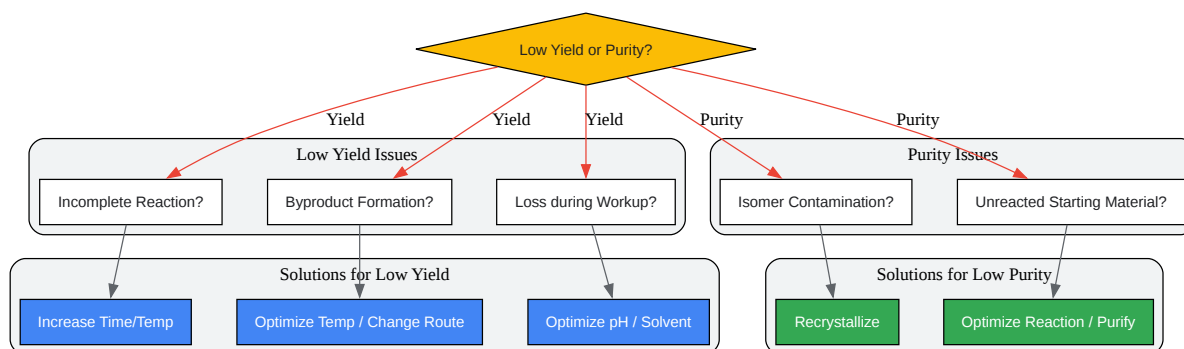 Low Yield or Purity?
Yield
Yield
Yield
Purity
Purity
Low Yield Issues
Purity Issues
Incomplete Reaction?
Byproduct Formation?
Loss during Workup?
Isomer Contamination?
Unreacted Starting Material?
Solutions for Low Yield
Solutions for Low Purity
Increase Time/Temp
Optimize Temp / Change Route
Optimize pH / Solvent
Recrystallize
Optimize Reaction / Purify